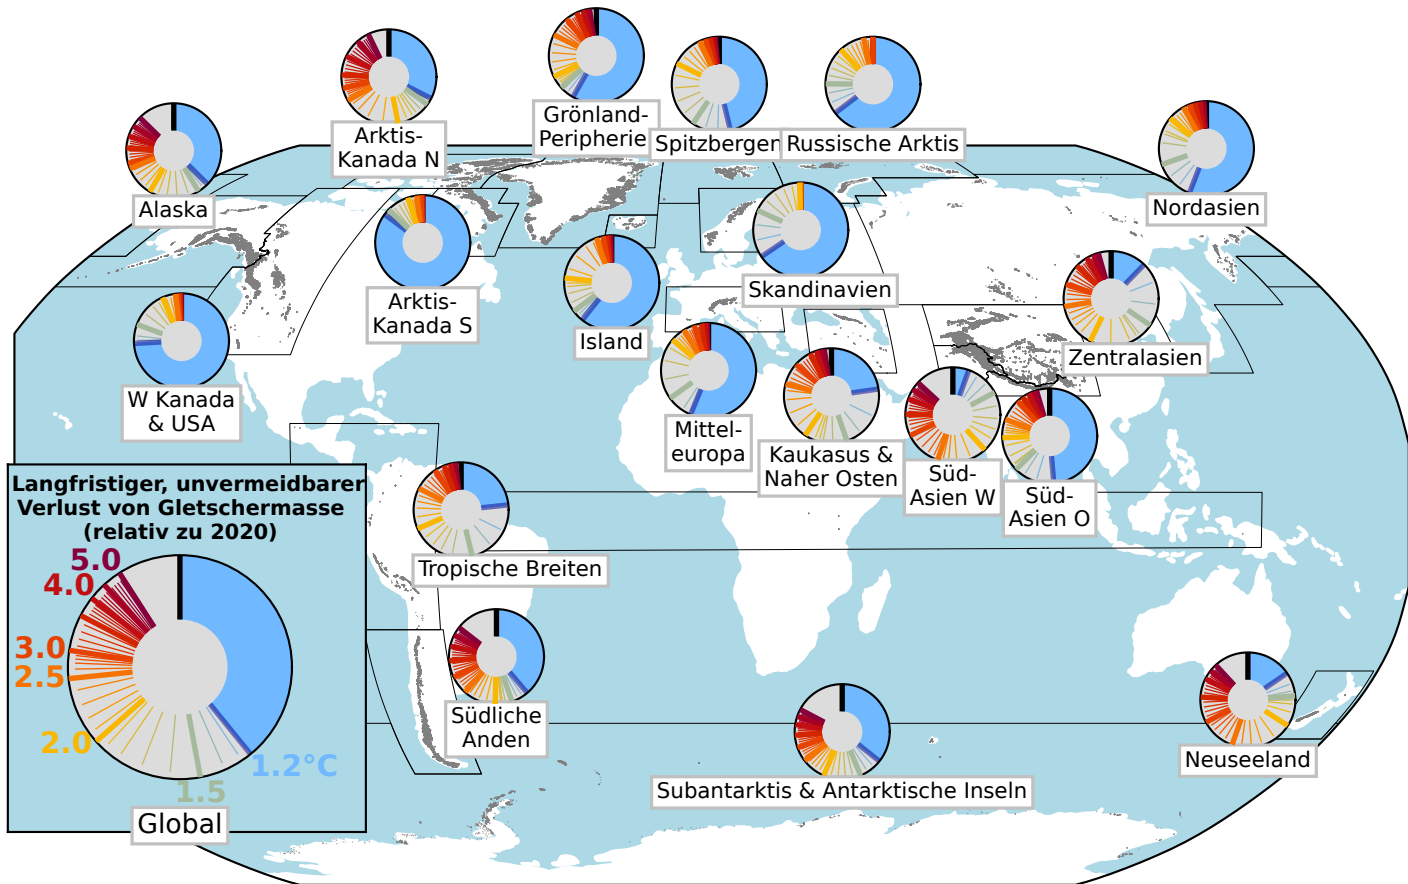 Arktis-
Kanada N
Grönland-
Peripherie
Spitzbergen
Russische Arktis
Alaska
Nordasien
Arktis-
Kanada S
Skandinavien
Island
Zentralasien
W Kanada
& USA
Mittel-
europa
Kaukasus &
Naher Osten
Süd-
Asien W
Süd-
Asien O
Langfristiger, unvermeidbarer
Verlust von Gletschermasse
(relativ zu 2020)
5.0
4.0
3.0
2.5
2.0
1.2°C
1.5
Global
Tropische Breiten
Südliche
Anden
Subantarktis & Antarktische Inseln
Neuseeland